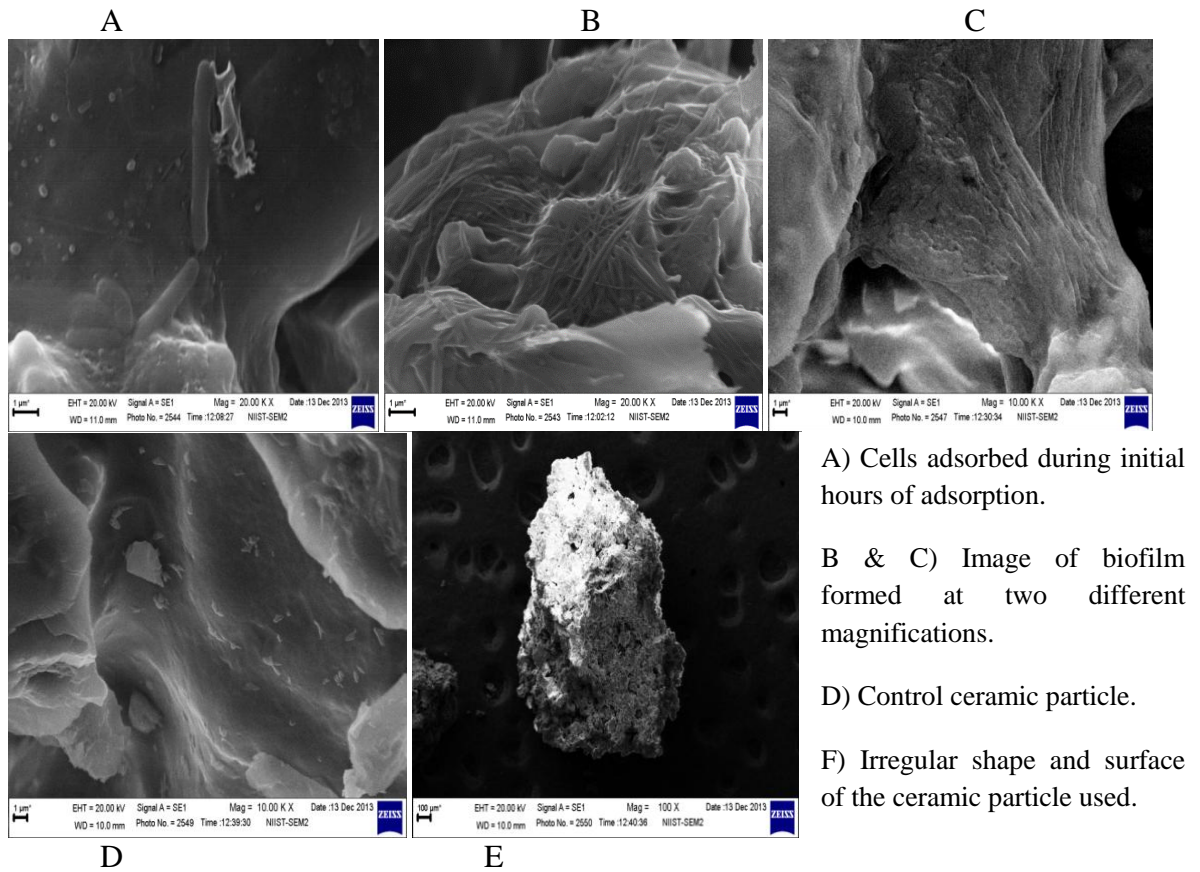 A
B
C
1 µm*
EHT = 20.00 kV
Signal A = SE1
Mag = 20.00 K X
Date :13 Dec 2013
WD = 11.0 mm
Photo No. = 2544
Time :12:08:27
NIIST-SEM2
ZEISS
1 µm*
EHT = 20.00 kV
Signal A = SE1
Mag = 20.00 K X
Date :13 Dec 2013
WD = 11.0 mm
Photo No. = 2543
Time :12:02:12
NIIST-SEM2
ZEISS
1 µm*
EHT = 20.00 kV
Signal A = SE1
Mag = 10.00 K X
Date :13 Dec 2013
WD = 10.0 mm
Photo No. = 2547
Time :12:30:34
NIIST-SEM2
ZEISS
1 µm*
EHT = 20.00 kV
Signal A = SE1
Mag = 10.00 K X
Date :13 Dec 2013
WD = 10.0 mm
Photo No. = 2549
Time :12:39:30
NIIST-SEM2
ZEISS
100 µm*
EHT = 20.00 kV
Signal A = SE1
Mag = 100 X
Date :13 Dec 2013
WD = 10.0 mm
Photo No. = 2550
Time :12:40:36
NIIST-SEM2
ZEISS
D
E
A) Cells adsorbed during initial
hours of adsorption.
B & C) Image of biofilm
formed at two different
magnifications.
D) Control ceramic particle.
F) Irregular shape and surface
of the ceramic particle used.